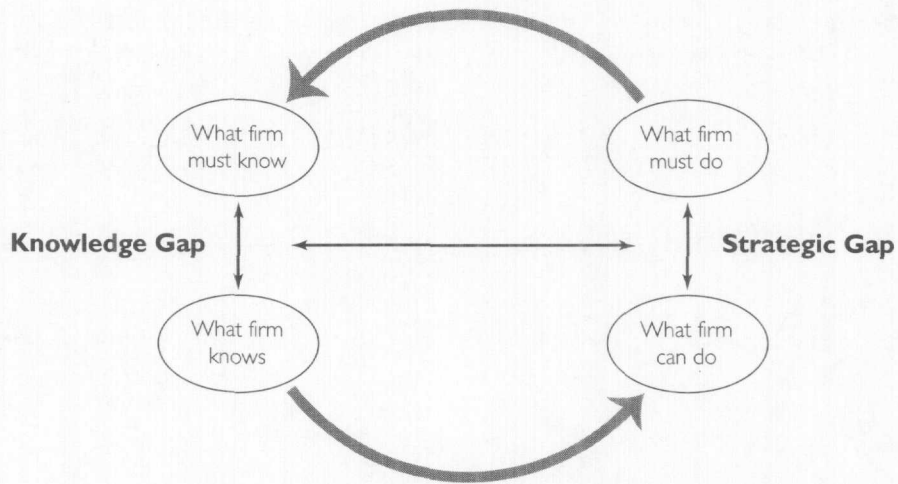 What firm
must know
What firm
must do
Knowledge Gap
Strategic Gap
What firm
knows
What firm
can do